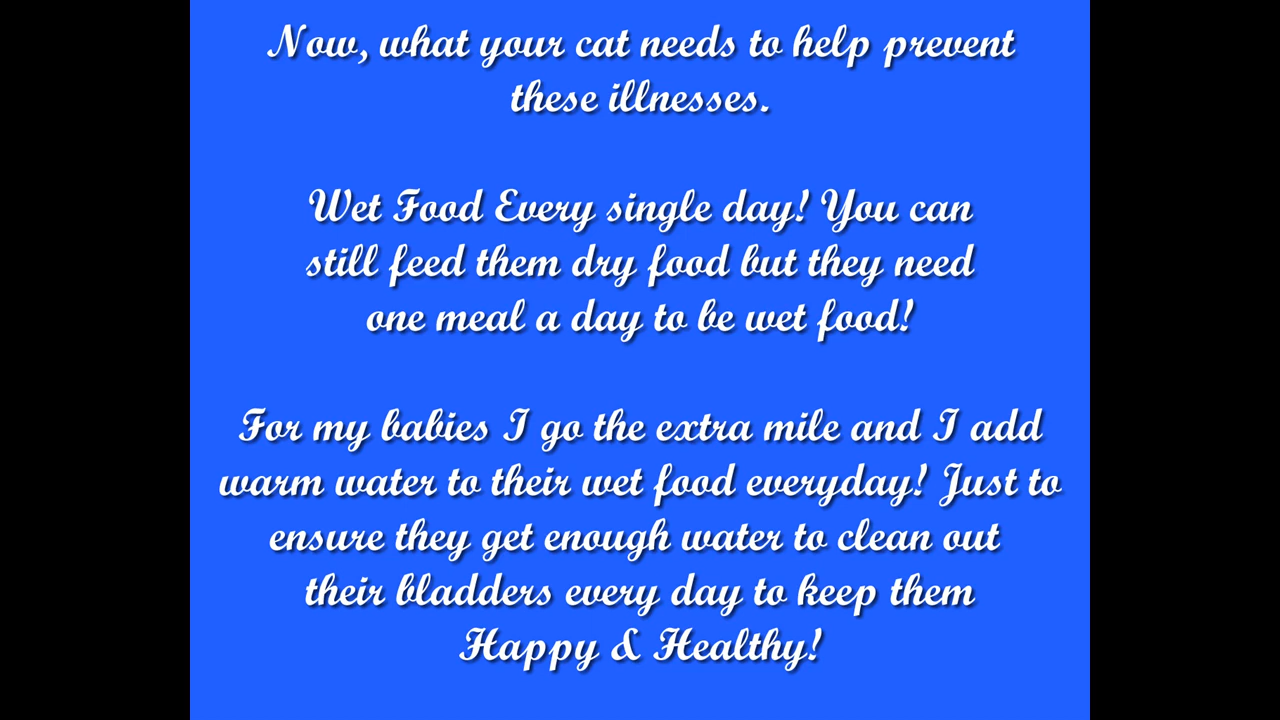 Now, what your cat needs to help prevent
these illnesses.
Wet Food Every single day! You can
still feed them dry food but they need
one meal a day to be wet food!
For my babies I go the extra mile and I add
warm water to their wet food everyday! Just to
ensure they get enough water to clean out
their bladders every day to keep them
Happy & Healthy!